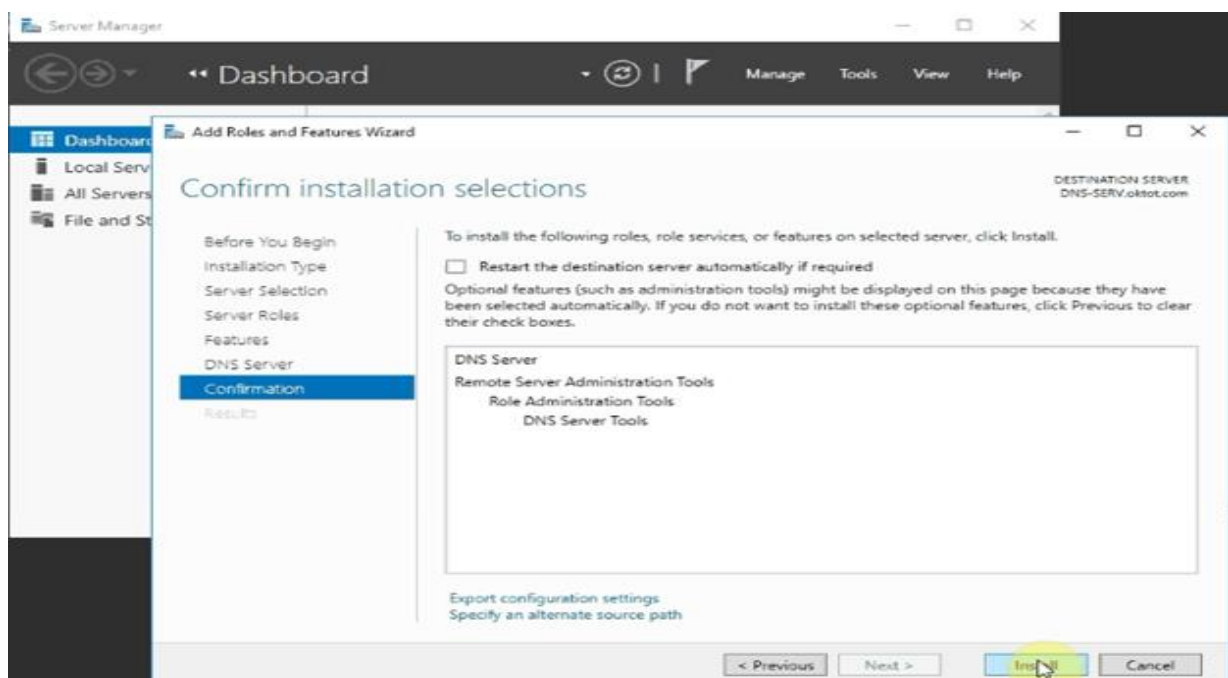 Server Manager
Dashboard
Manage Tools View Help
Dashboard
Local Serv
All Servers
File and St
Add Roles and Features Wizard
Confirm installation selections
DESTINATION SERVER
DNS-SERV.oktot.com
Before You Begin
Installation Type
Server Selection
Server Roles
Features
DNS Server
Confirmation
Results
To install the following roles, role services, or features on selected server, click Install.
Restart the destination server automatically if required
Optional features (such as administration tools) might be displayed on this page because they have
been selected automatically. If you do not want to install these optional features, click Previous to clear
their check boxes.
DNS Server
Remote Server Administration Tools
Role Administration Tools
DNS Server Tools
Export configuration settings
Specify an alternate source path
< Previous Next > Install Cancel